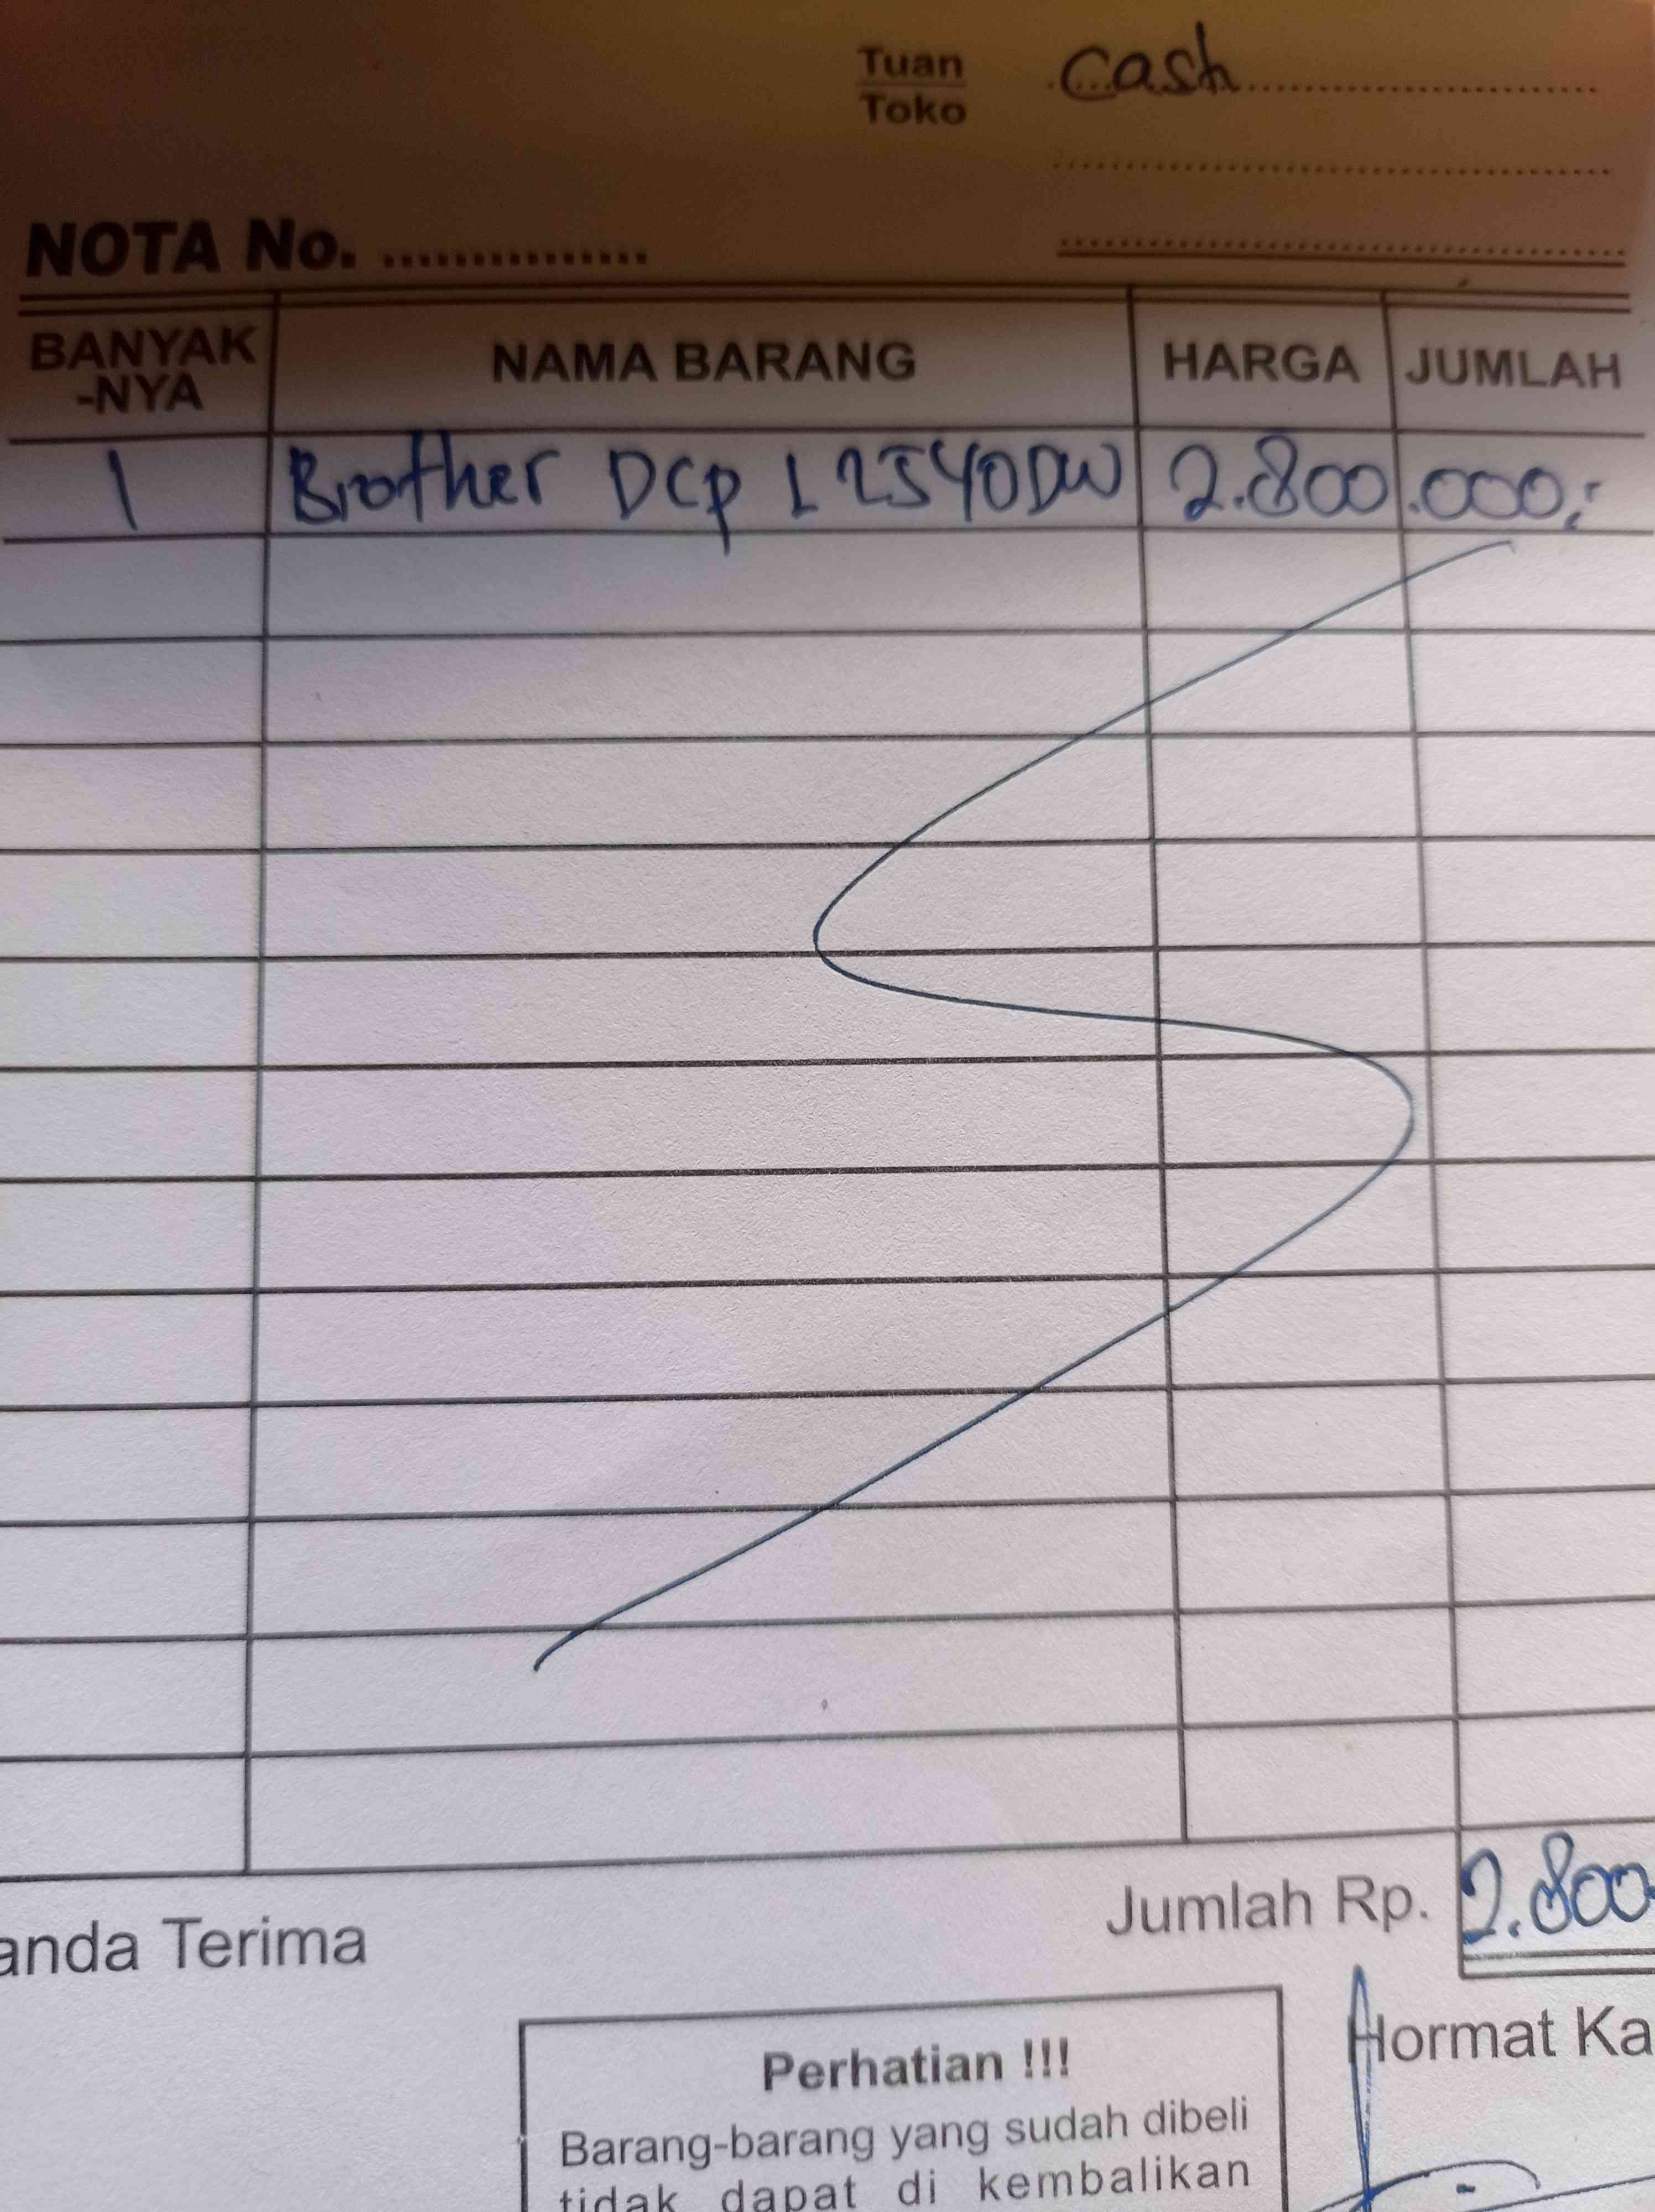 Tuan cash
Toko
NOTA No. ...............
BANYAK -NYA NAMA BARANG HARGA JUMLAH
1 Brother DCP L2540DW 2.800.000,-
Jumlah Rp. 2.800
anda Terima
Hormat Ka
Perhatian !!!
Barang-barang yang sudah dibeli
tidak dapat di kembalikan